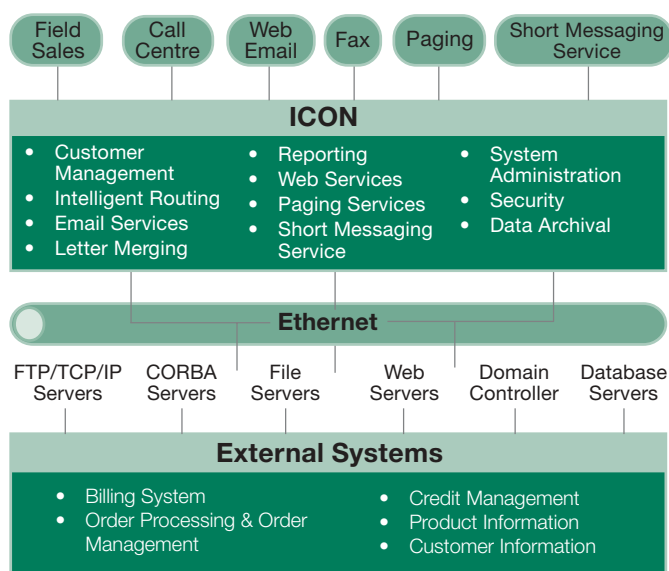 Field
Sales
Call
Centre
Web
Email
Fax
Paging
Short Messaging
Service
ICON
• Customer
Management
• Intelligent Routing
• Email Services
• Letter Merging
• Reporting
• Web Services
• Paging Services
• Short Messaging
Service
• System
Administration
• Security
• Data Archival
Ethernet
FTP/TCP/IP
Servers
CORBA
Servers
File
Servers
Web
Servers
Domain
Controller
Database
Servers
External Systems
• Billing System
• Order Processing & Order
Management
• Credit Management
• Product Information
• Customer Information